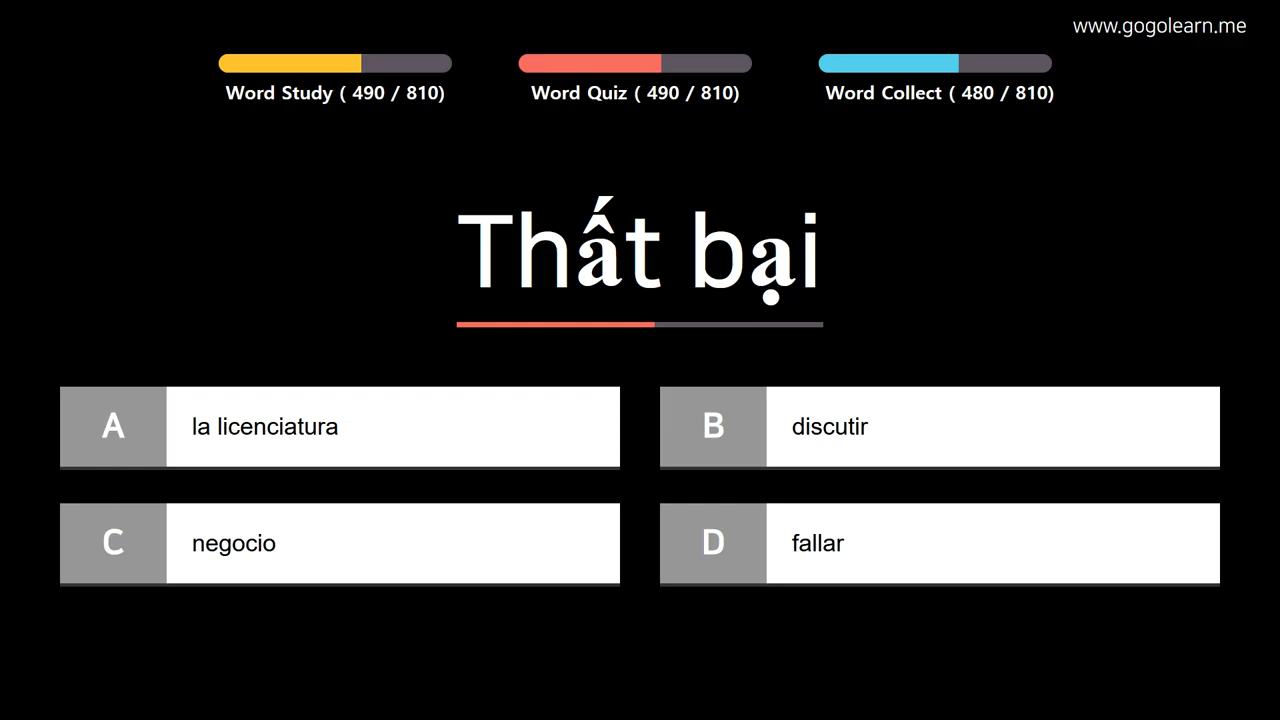 www.gogolearn.me
Word Study ( 490 / 810)
Word Quiz ( 490 / 810)
Word Collect ( 480 / 810)
Thất bại
A la licenciatura
B discutir
C negocio
D fallar